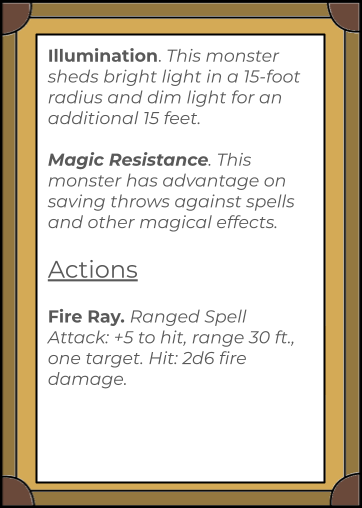 Illumination. This monster
sheds bright light in a 15-foot
radius and dim light for an
additional 15 feet.
Magic Resistance. This
monster has advantage on
saving throws against spells
and other magical effects.
Actions
Fire Ray. Ranged Spell
Attack: +5 to hit, range 30 ft.,
one target. Hit: 2d6 fire
damage.